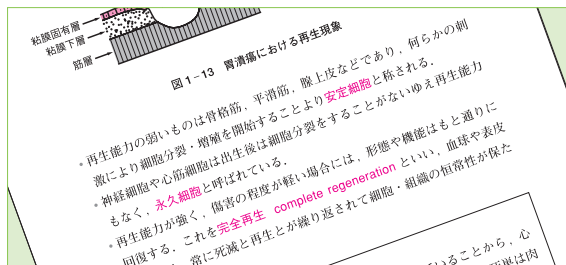 粘膜固有層
粘膜下層
筋層
図1-13 胃潰瘍における再生現象
•再生能力の弱いものは骨格筋，平滑筋，腺上皮などであり，何らかの刺
激により細胞分裂・増殖を開始することより安定細胞と称される．
•神経細胞や心筋細胞は出生後は細胞分裂をすることがないゆえ再生能力
もなく，永久細胞と呼ばれている．
•再生能力が強く，傷害の程度が軽い場合には，形態や機能はもと通りに
回復する．これを完全再生 complete regeneration といい，血球や表皮
常に死滅と再生とが繰り返されて細胞・組織の恒常性が保た
いることから，心
は肉